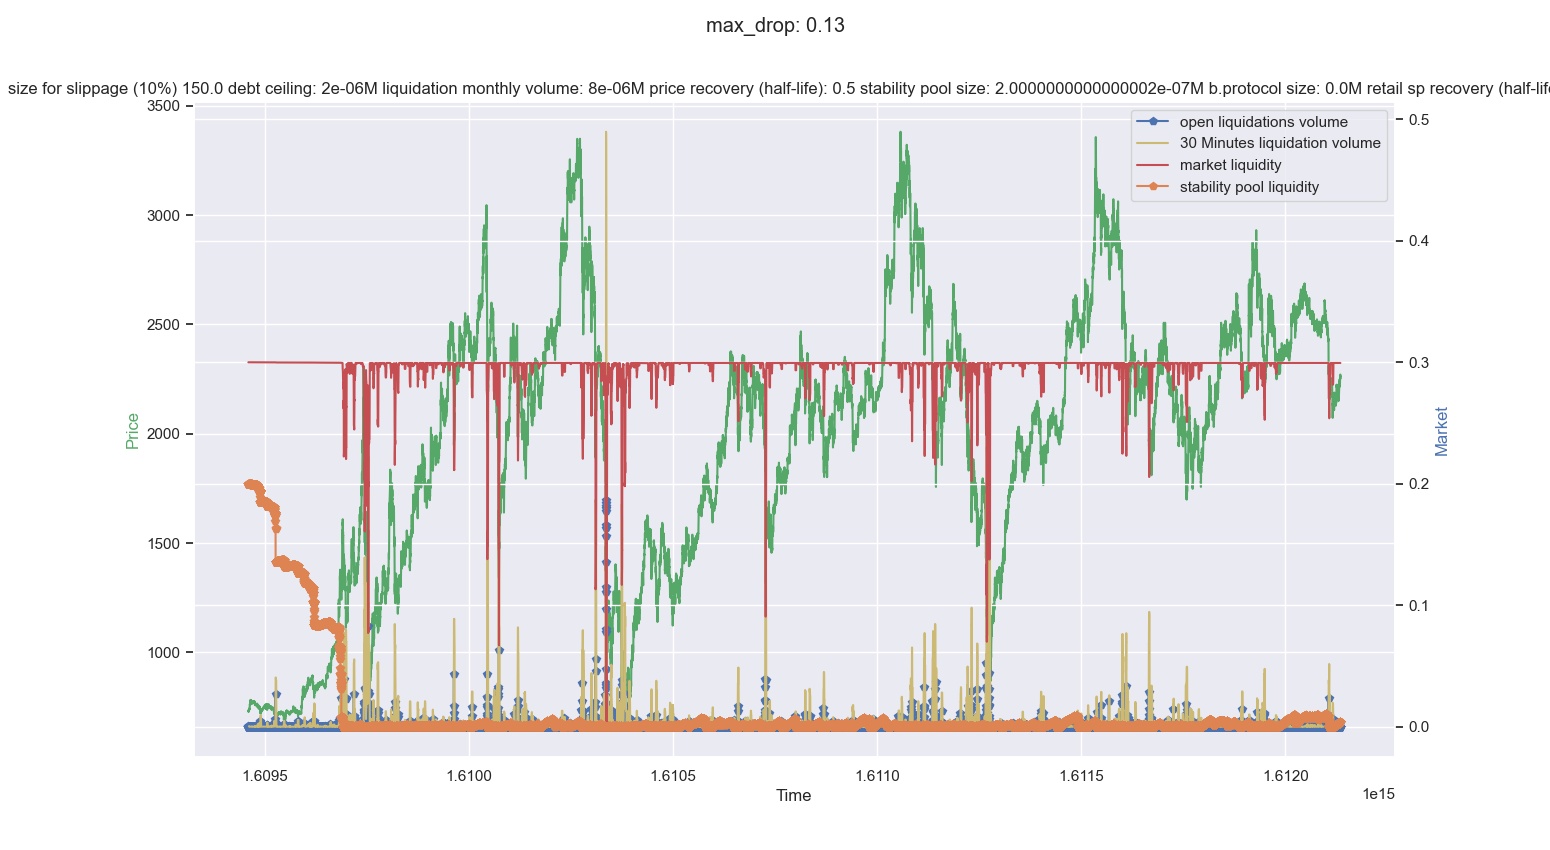 max_drop: 0.13
size for slippage (10%) 150.0 debt ceiling: 2e-06M liquidation monthly volume: 8e-06M price recovery (half-life): 0.5 stability pool size: 2.0000000000000002e-07M b.protocol size: 0.0M retail sp recovery (half-life
3500
3000
2500
2000
1500
1000
Price
open liquidations volume
30 Minutes liquidation volume
market liquidity
stability pool liquidity
0.5
0.4
0.3
0.2
0.1
0.0
Market
1.6095
1.6100
1.6105
1.6110
1.6115
1.6120
Time
1e15